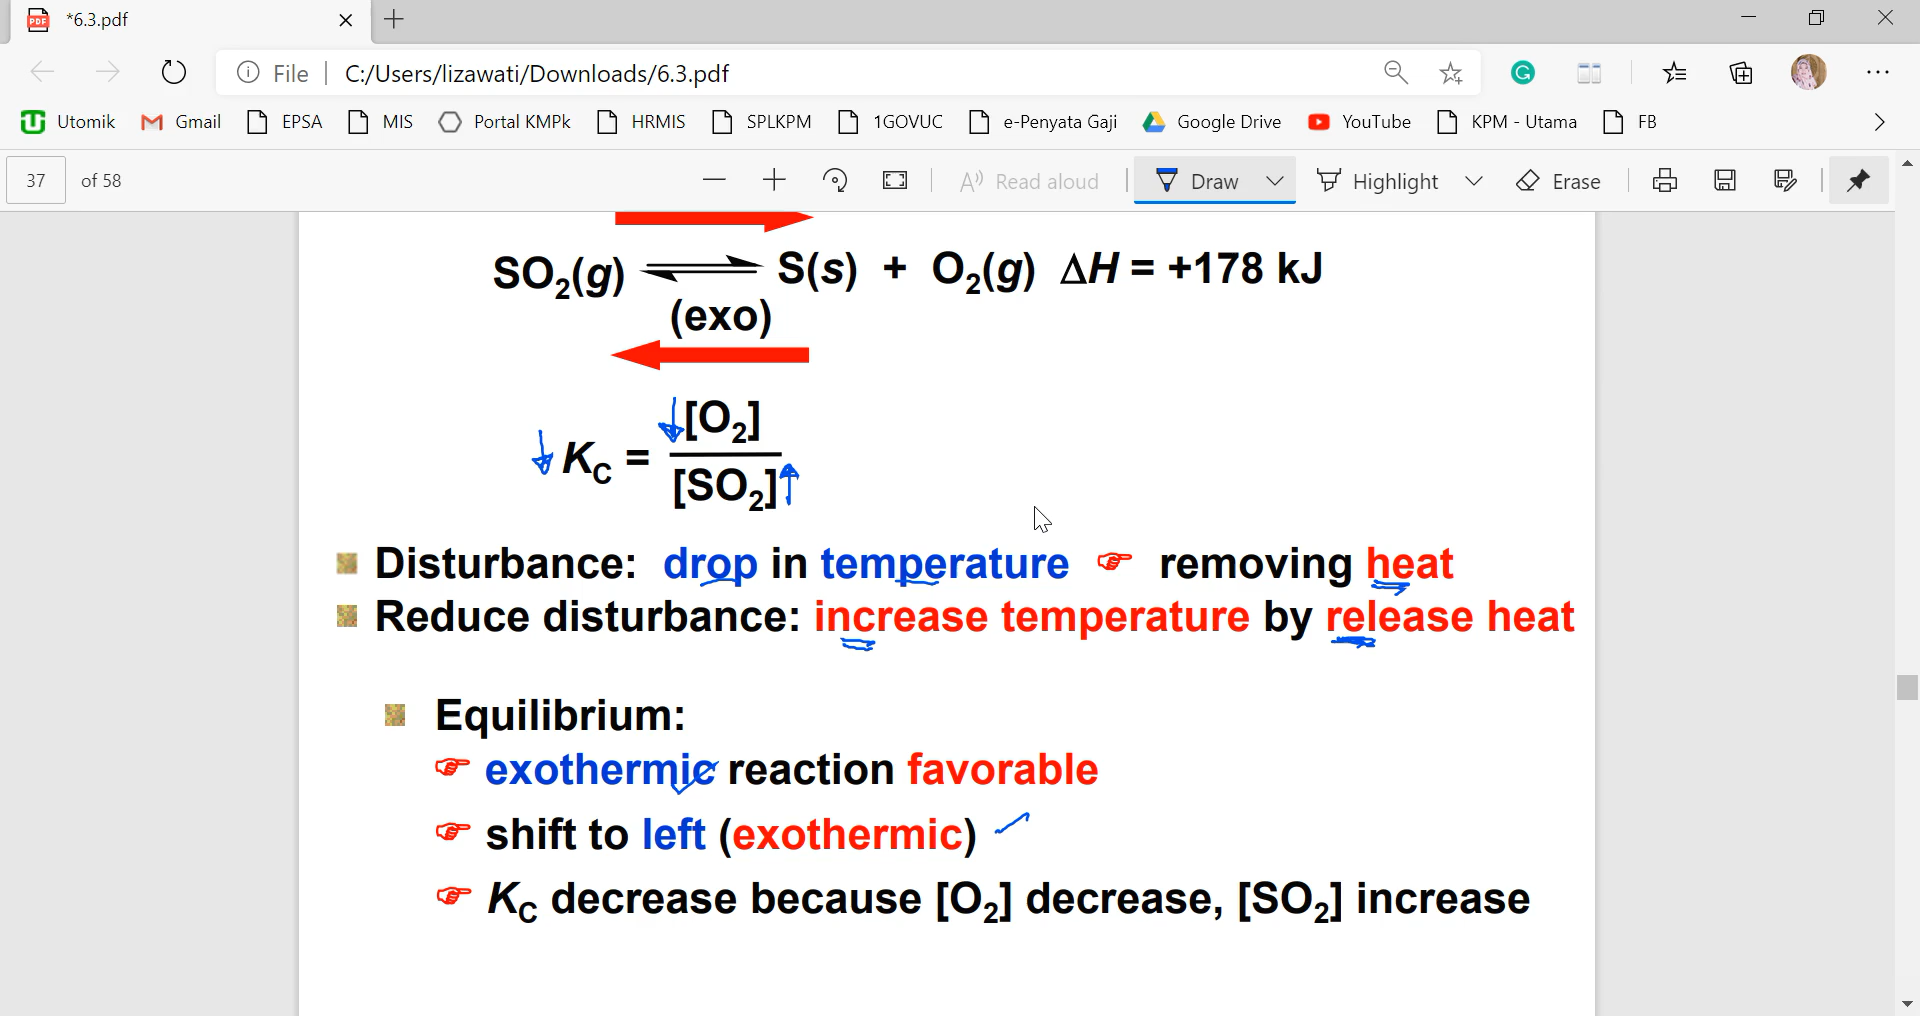 *6.3.pdf
File | C:/Users/lizawati/Downloads/6.3.pdf
Utomik Gmail EPSA MIS Portal KMPk HRMIS SPLKPM 1GOVUC e-Penyata Gaji Google Drive YouTube KPM - Utama FB
37 of 58 Read aloud Draw Highlight Erase
SO₂(g) ⇌ S(s) + O₂(g) ΔH = +178 kJ
(exo)
↓ K_C = ↓[O₂] / [SO₂]↑
Disturbance: drop in temperature ☞ removing heat
Reduce disturbance: increase temperature by release heat
Equilibrium:
☞ exothermic reaction favorable
☞ shift to left (exothermic) ✓
☞ K_C decrease because [O₂] decrease, [SO₂] increase